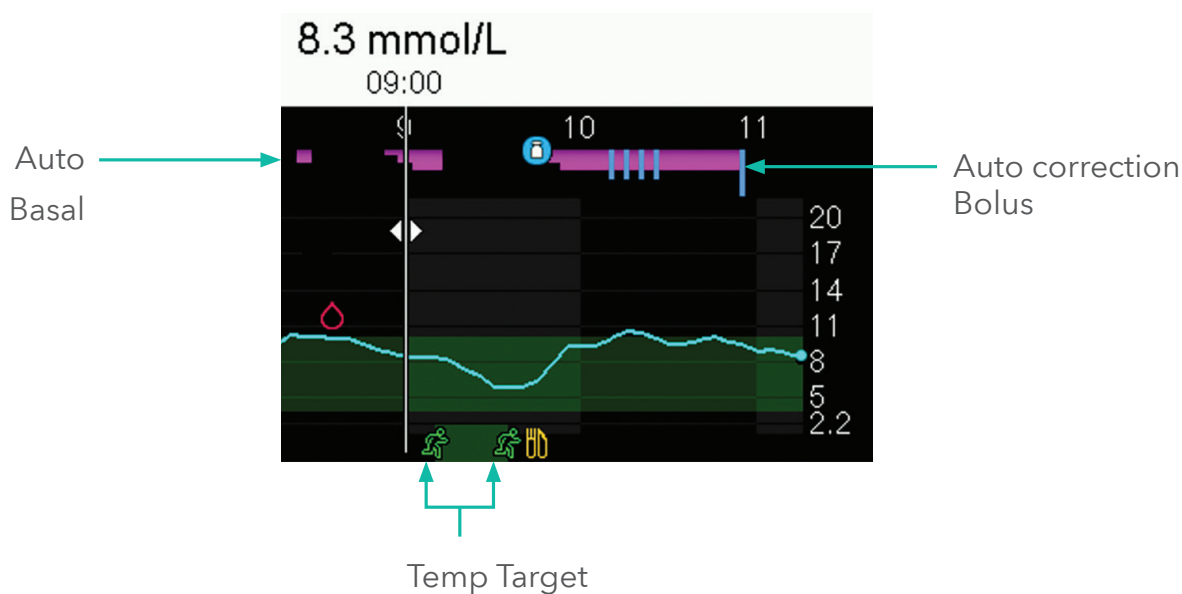 8.3 mmol/L
09:00
9 10 11
Auto
Basal
Auto correction
Bolus
20
17
14
11
8
5
2.2
Temp Target